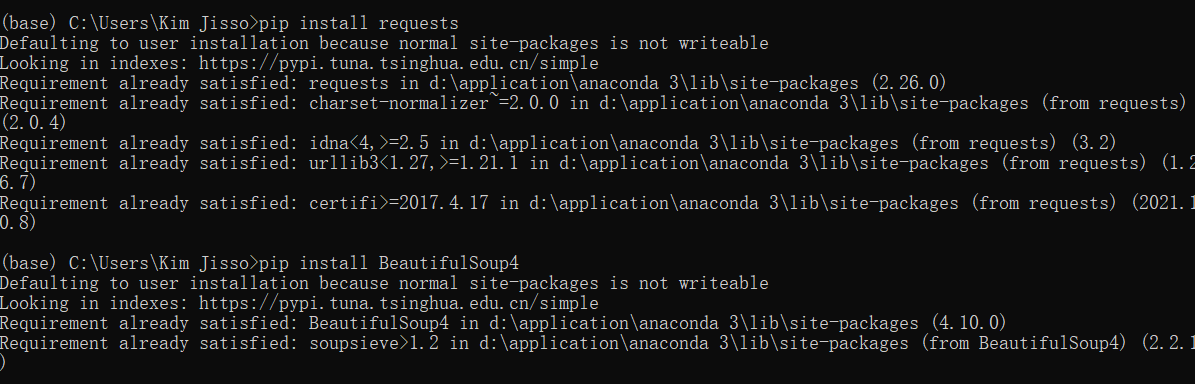 (base) C:\Users\Kim Jisso>pip install requests
Defaulting to user installation because normal site-packages is not writeable
Looking in indexes: https://pypi.tuna.tsinghua.edu.cn/simple
Requirement already satisfied: requests in d:\application\anaconda 3\lib\site-packages (2.26.0)
Requirement already satisfied: charset-normalizer~=2.0.0 in d:\application\anaconda 3\lib\site-packages (from requests)
(2.0.4)
Requirement already satisfied: idna<4,>=2.5 in d:\application\anaconda 3\lib\site-packages (from requests) (3.2)
Requirement already satisfied: urllib3<1.27,>=1.21.1 in d:\application\anaconda 3\lib\site-packages (from requests) (1.2
6.7)
Requirement already satisfied: certifi>=2017.4.17 in d:\application\anaconda 3\lib\site-packages (from requests) (2021.1
0.8)
(base) C:\Users\Kim Jisso>pip install BeautifulSoup4
Defaulting to user installation because normal site-packages is not writeable
Looking in indexes: https://pypi.tuna.tsinghua.edu.cn/simple
Requirement already satisfied: BeautifulSoup4 in d:\application\anaconda 3\lib\site-packages (4.10.0)
Requirement already satisfied: soupsieve>1.2 in d:\application\anaconda 3\lib\site-packages (from BeautifulSoup4) (2.2.1
)